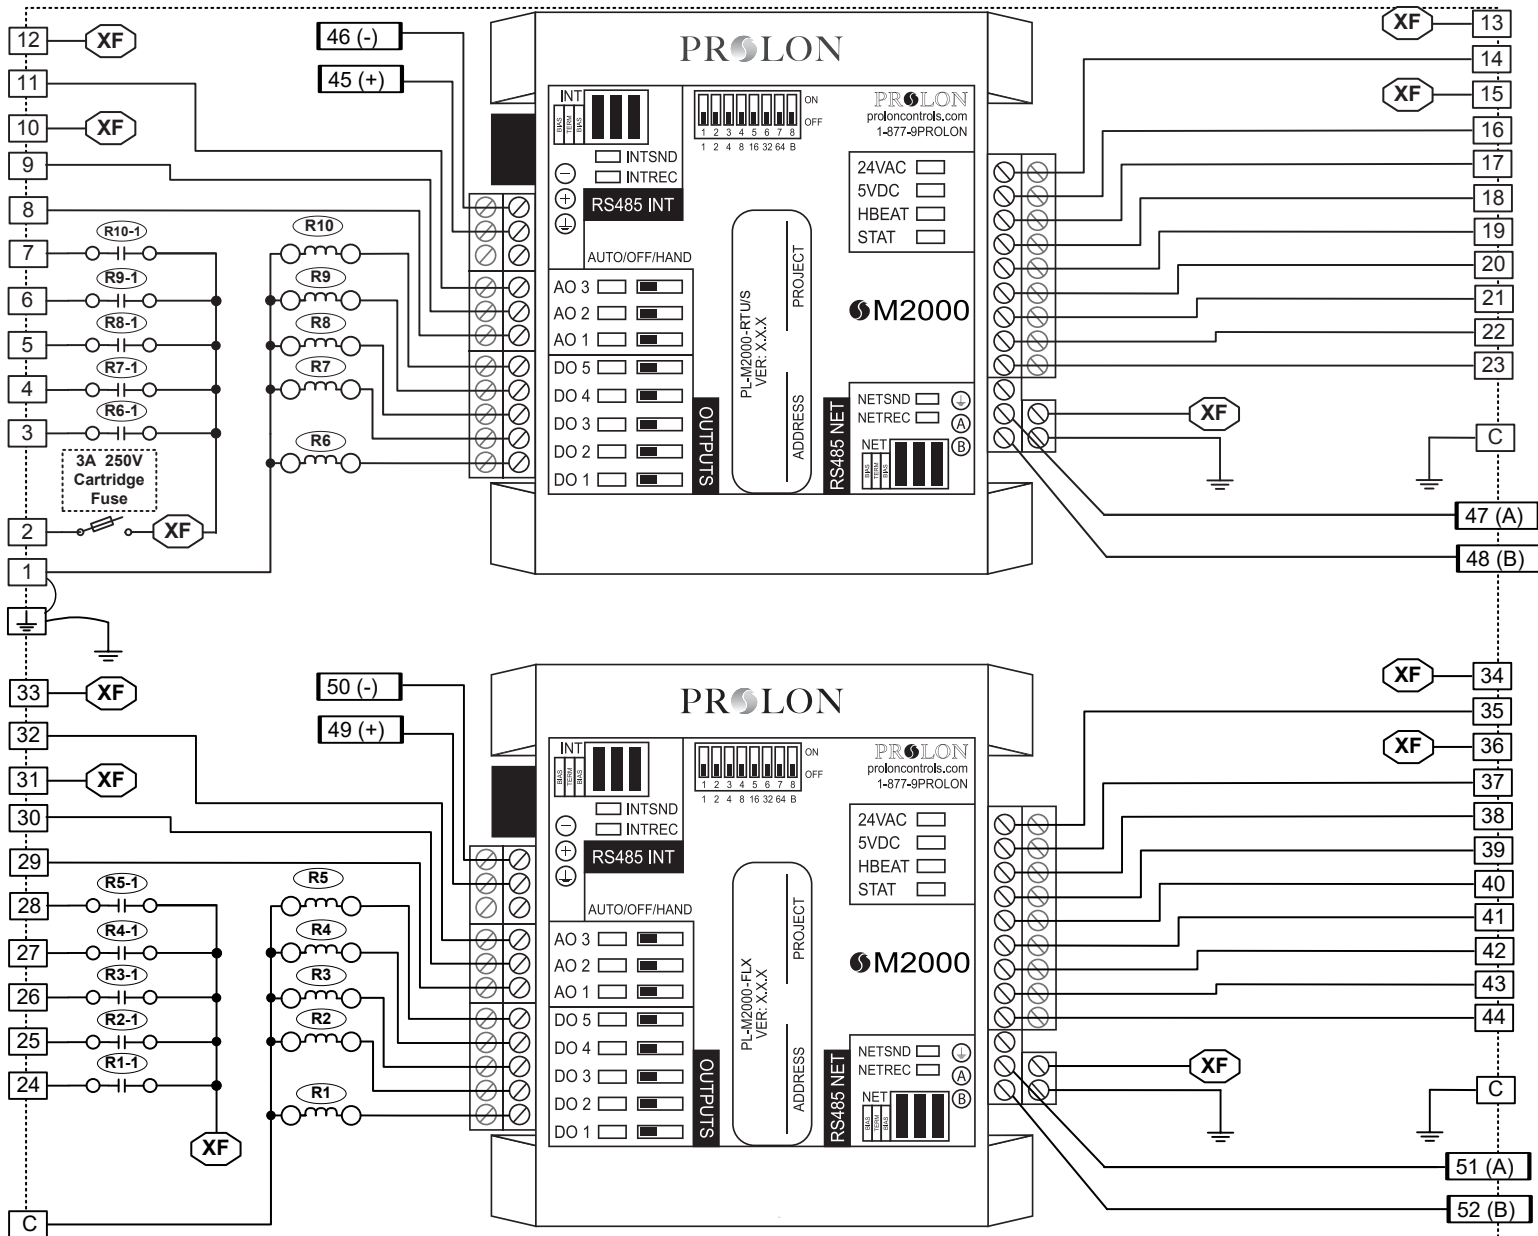 12 XF
11
10 XF
9
8
7 R10-1
6 R9-1
5 R8-1
4 R7-1
3 R6-1
3A 250V
Cartridge
Fuse
2 XF
1
R10
R9
R8
R7
R6
46 (-)
45 (+)
PROLON
INT
BIAS TERM BIAS
INTSND
INTREC
RS485 INT
ON
OFF
1 2 3 4 5 6 7 8
1 2 4 8 16 32 64 B
PROLON
proloncontrols.com
1-877-9PROLON
24VAC
5VDC
HBEAT
STAT
AUTO/OFF/HAND
AO 3
AO 2
AO 1
DO 5
DO 4
DO 3
DO 2
DO 1
OUTPUTS
PL-M2000-RTU/S
VER: X.X.X
PROJECT
ADDRESS
M2000
RS485 NET
NETSND
NETREC
A
B
NET
BIAS TERM BIAS
XF 13
14
XF 15
16
17
18
19
20
21
22
23
XF
C
47 (A)
48 (B)
33 XF
32
31 XF
30
29
28 R5-1
27 R4-1
26 R3-1
25 R2-1
24 R1-1
XF
C
R5
R4
R3
R2
R1
50 (-)
49 (+)
PROLON
INT
BIAS TERM BIAS
INTSND
INTREC
RS485 INT
ON
OFF
1 2 3 4 5 6 7 8
1 2 4 8 16 32 64 B
PROLON
proloncontrols.com
1-877-9PROLON
24VAC
5VDC
HBEAT
STAT
AUTO/OFF/HAND
AO 3
AO 2
AO 1
DO 5
DO 4
DO 3
DO 2
DO 1
OUTPUTS
PL-M2000-FLX
VER: X.X.X
PROJECT
ADDRESS
M2000
RS485 NET
NETSND
NETREC
A
B
NET
BIAS TERM BIAS
XF 34
35
XF 36
37
38
39
40
41
42
43
44
XF
C
51 (A)
52 (B)